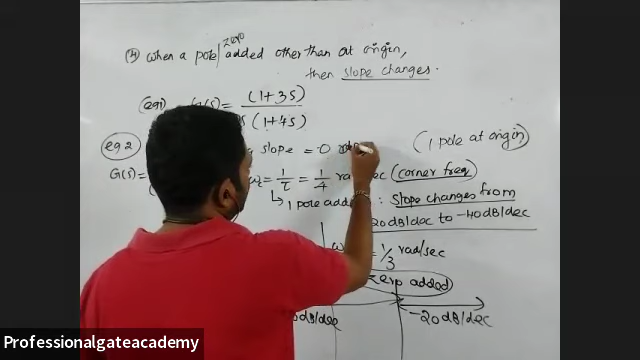 (4) When a pole/zero added other than at origin,
then slope changes.
(eg1) (s) = (1+3s)
s (1+4s)
(eg2) slope = 0 (1 pole at origin)
G(s) = = 1/τ = 1/4 rad/sec (corner freq)
↳ 1 pole added : Slope changes from
20dB/dec to -40dB/dec
= 1/3 rad/sec
zero added
dB/dec -20dB/dec
Professionalgateacademy